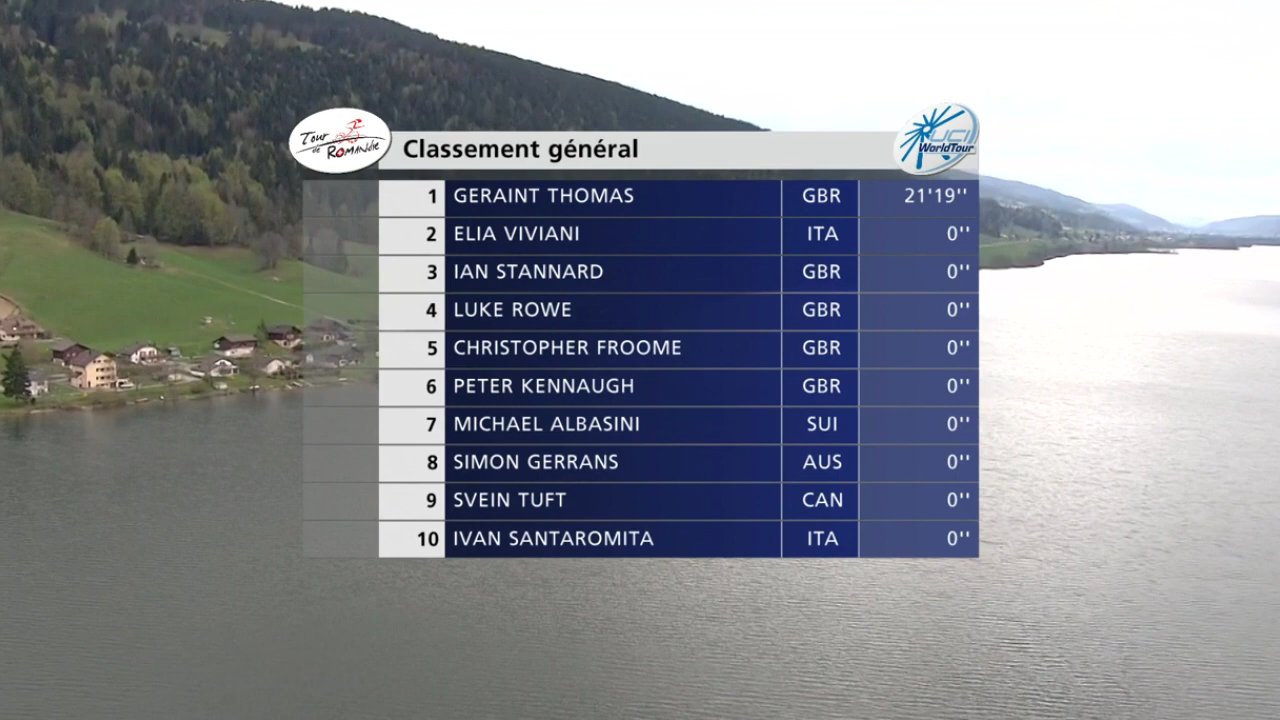 Tour de ROMANDIE
UCI WorldTour
Classement général
1 GERAINT THOMAS GBR 21'19''
2 ELIA VIVIANI ITA 0''
3 IAN STANNARD GBR 0''
4 LUKE ROWE GBR 0''
5 CHRISTOPHER FROOME GBR 0''
6 PETER KENNAUGH GBR 0''
7 MICHAEL ALBASINI SUI 0''
8 SIMON GERRANS AUS 0''
9 SVEIN TUFT CAN 0''
10 IVAN SANTAROMITA ITA 0''